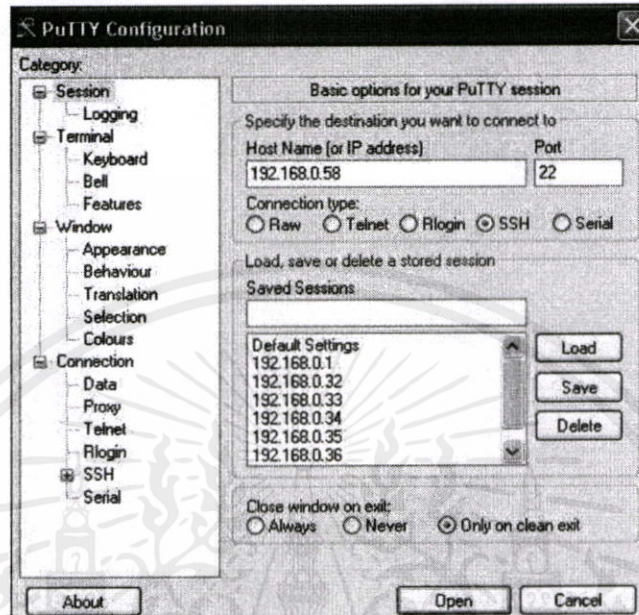 PuTTY Configuration
Category:
Session
Logging
Terminal
Keyboard
Bell
Features
Window
Appearance
Behaviour
Translation
Selection
Colours
Connection
Data
Proxy
Telnet
Rlogin
SSH
Serial
Basic options for your PuTTY session
Specify the destination you want to connect to
Host Name (or IP address) Port
192.168.0.58 22
Connection type:
Raw Telnet Rlogin SSH Serial
Load, save or delete a stored session
Saved Sessions
Default Settings
192.168.0.1
192.168.0.32
192.168.0.33
192.168.0.34
192.168.0.35
192.168.0.36
Load
Save
Delete
Close window on exit:
Always Never Only on clean exit
About Open Cancel